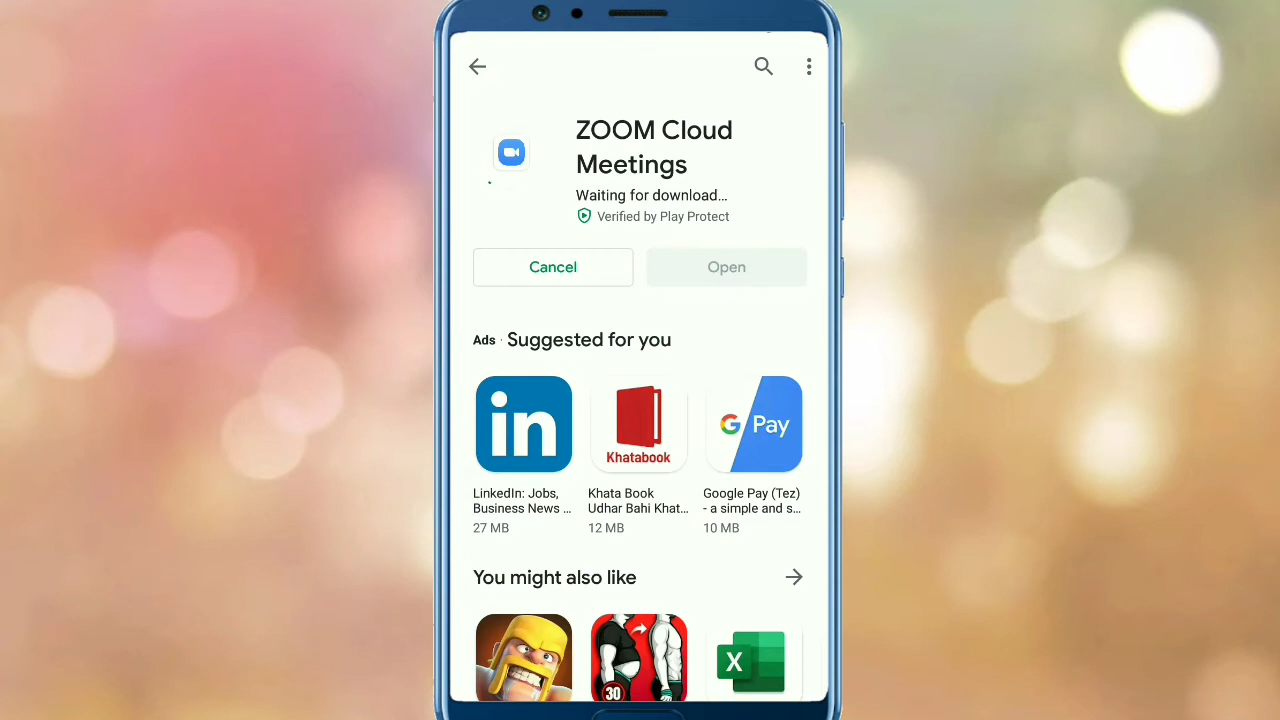 ZOOM Cloud
Meetings
Waiting for download...
Verified by Play Protect
Cancel
Open
Ads · Suggested for you
in
Khatabook
G Pay
LinkedIn: Jobs,
Business News ...
27 MB
Khata Book
Udhar Bahi Khat...
12 MB
Google Pay (Tez)
- a simple and s...
10 MB
You might also like
30
X